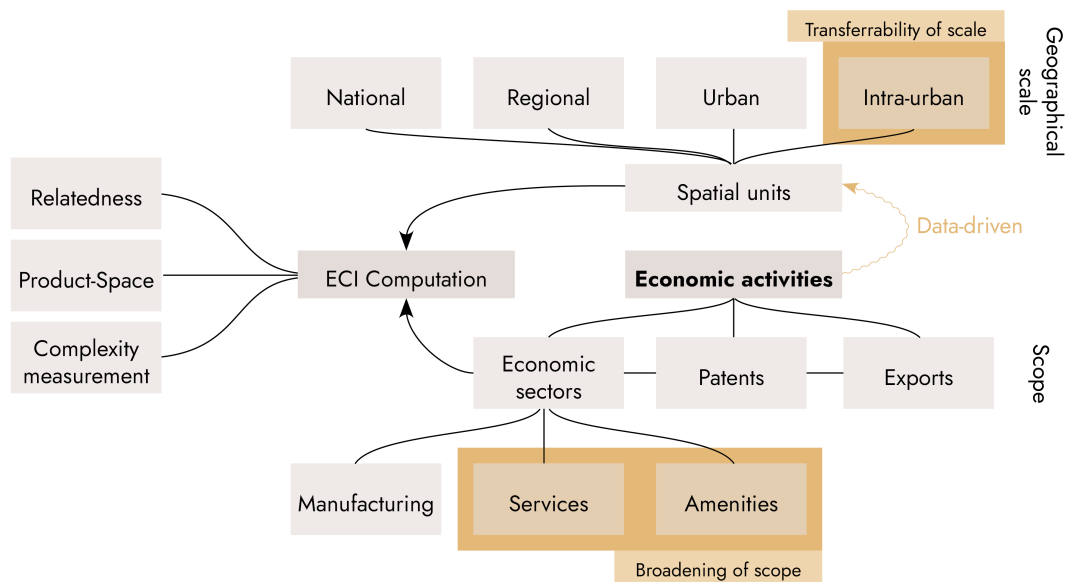 Transferrability of scale
Geographical
scale
National
Regional
Urban
Intra-urban
Relatedness
Spatial units
Data-driven
Product-Space
ECI Computation
Economic activities
Complexity
measurement
Economic
sectors
Patents
Exports
Scope
Manufacturing
Services
Amenities
Broadening of scope